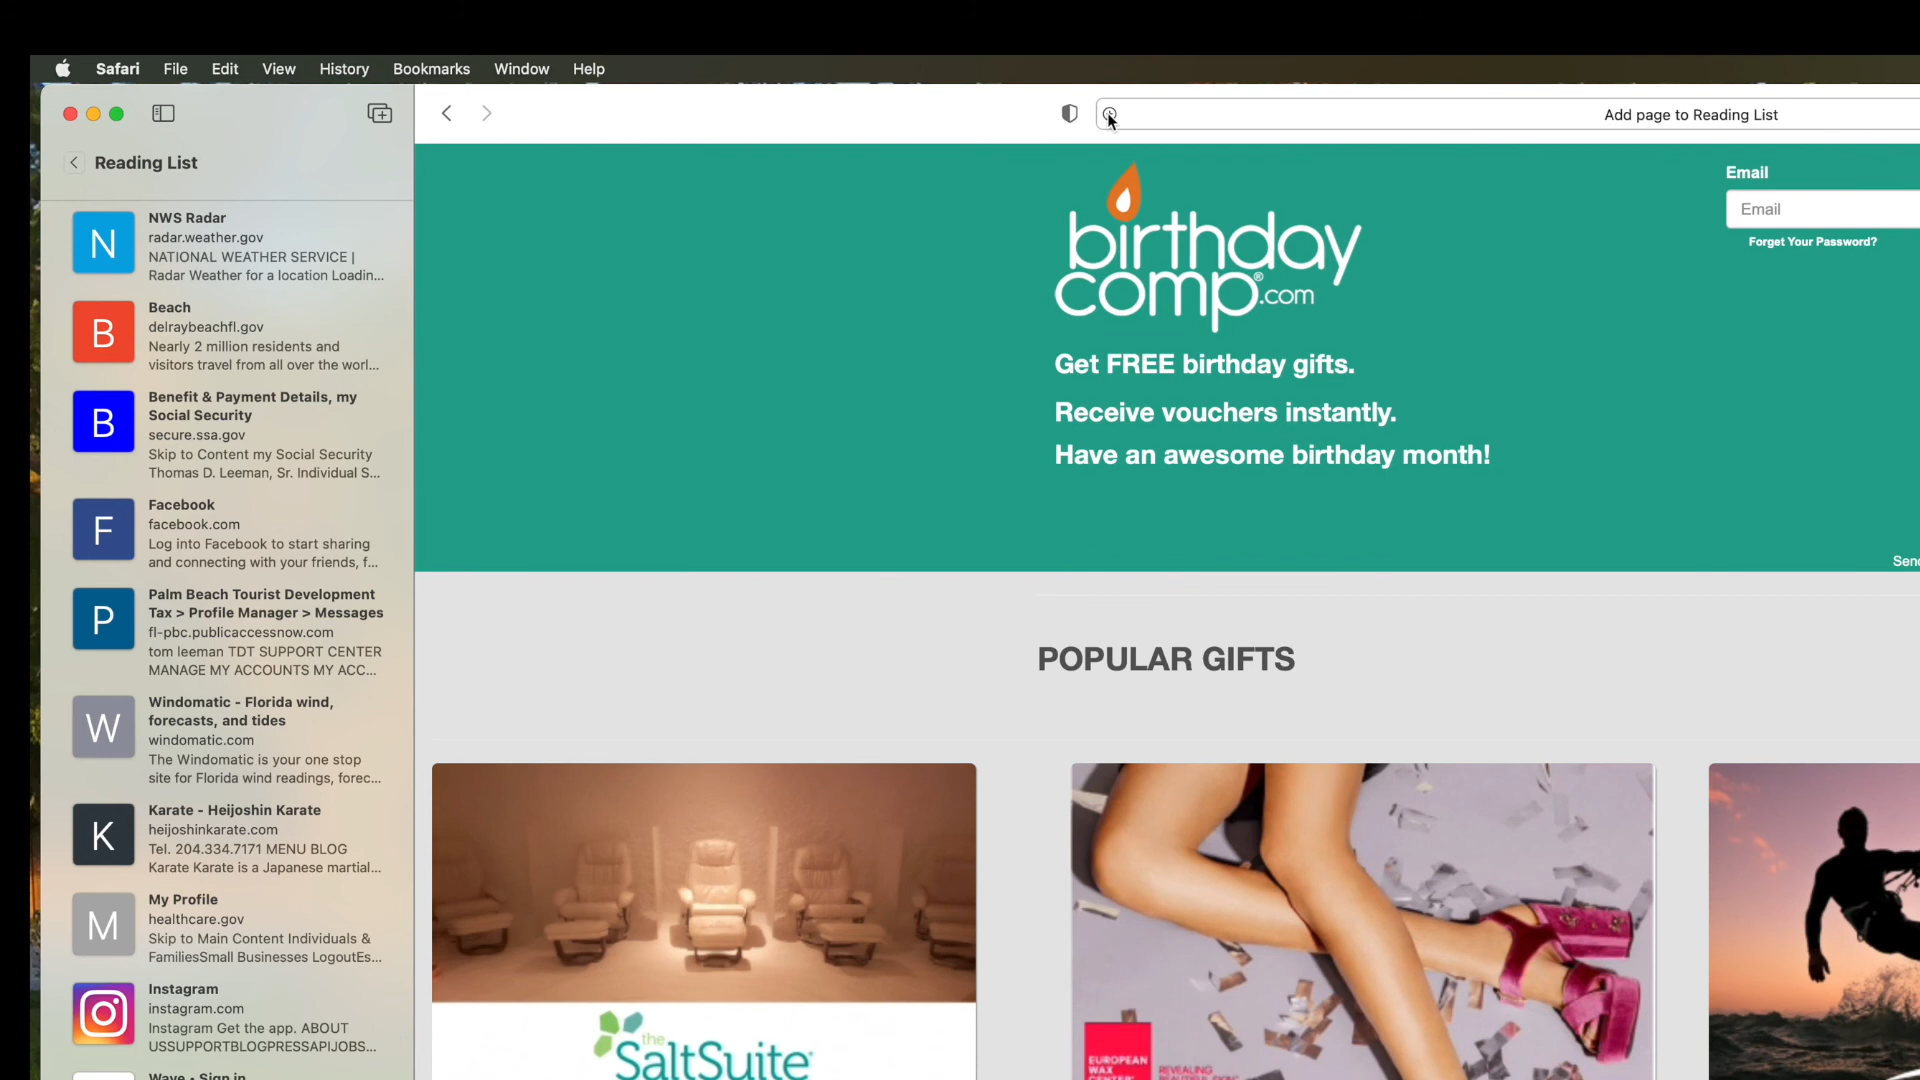 Safari File Edit View History Bookmarks Window Help
Add page to Reading List
Reading List
N
NWS Radar
radar.weather.gov
NATIONAL WEATHER SERVICE |
Radar Weather for a location Loadin...
B
Beach
delraybeachfl.gov
Nearly 2 million residents and
visitors travel from all over the worl...
B
Benefit & Payment Details, my
Social Security
secure.ssa.gov
Skip to Content my Social Security
Thomas D. Leeman, Sr. Individual S...
F
Facebook
facebook.com
Log into Facebook to start sharing
and connecting with your friends, f...
P
Palm Beach Tourist Development
Tax > Profile Manager > Messages
fl-pbc.publicaccessnow.com
tom leeman TDT SUPPORT CENTER
MANAGE MY ACCOUNTS MY ACC...
W
Windomatic - Florida wind,
forecasts, and tides
windomatic.com
The Windomatic is your one stop
site for Florida wind readings, forec...
K
Karate - Heijoshin Karate
heijoshinkarate.com
Tel. 204.334.7171 MENU BLOG
Karate Karate is a Japanese martial...
M
My Profile
healthcare.gov
Skip to Main Content Individuals &
FamiliesSmall Businesses LogoutEs...
Instagram
instagram.com
Instagram Get the app. ABOUT
USSUPPORTBLOGPRESSAPIJOBS...
Wave • Sign in
birthday
comp®.com
Get FREE birthday gifts.
Receive vouchers instantly.
Have an awesome birthday month!
Email
Email
Forget Your Password?
POPULAR GIFTS
the
SaltSuite
EUROPEAN
WAX
CENTER
REVEALING
BEAUTIFUL SKIN